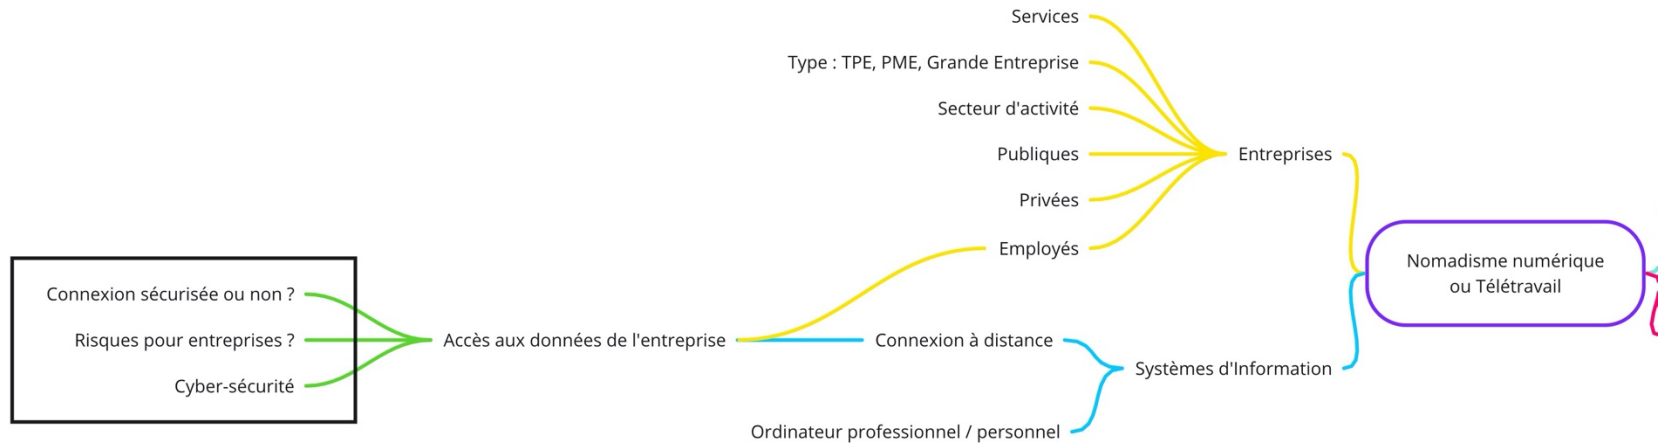 Services
Type : TPE, PME, Grande Entreprise
Secteur d'activité
Publiques
Entreprises
Privées
Employés
Nomadisme numérique
ou Télétravail
Connexion sécurisée ou non ?
Risques pour entreprises ?
Accès aux données de l'entreprise
Connexion à distance
Systèmes d'Information
Cyber-sécurité
Ordinateur professionnel / personnel